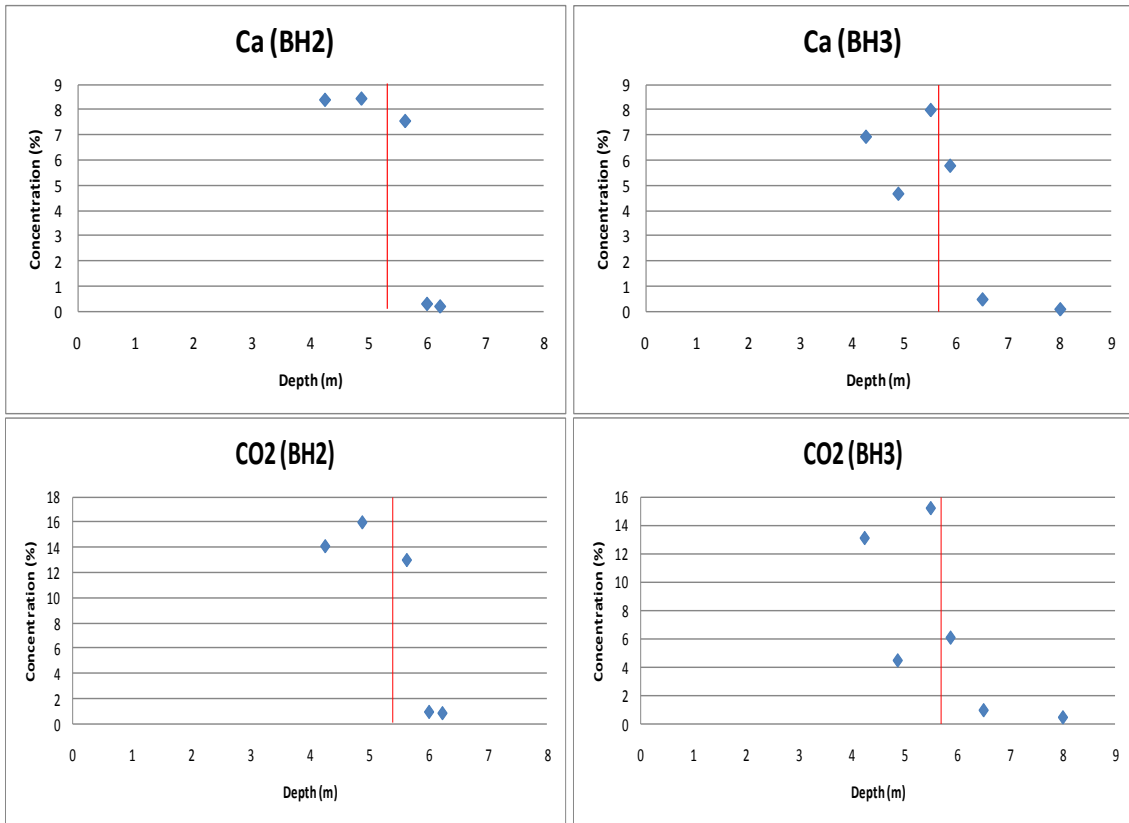 Ca (BH2)
Concentration (%)
9
8
7
6
5
4
3
2
1
0
0 1 2 3 4 5 6 7 8
Depth (m)
Ca (BH3)
Concentration (%)
9
8
7
6
5
4
3
2
1
0
0 1 2 3 4 5 6 7 8 9
Depth (m)
CO2 (BH2)
Concentration (%)
18
16
14
12
10
8
6
4
2
0
0 1 2 3 4 5 6 7 8
Depth (m)
CO2 (BH3)
Concentration (%)
16
14
12
10
8
6
4
2
0
0 1 2 3 4 5 6 7 8 9
Depth (m)